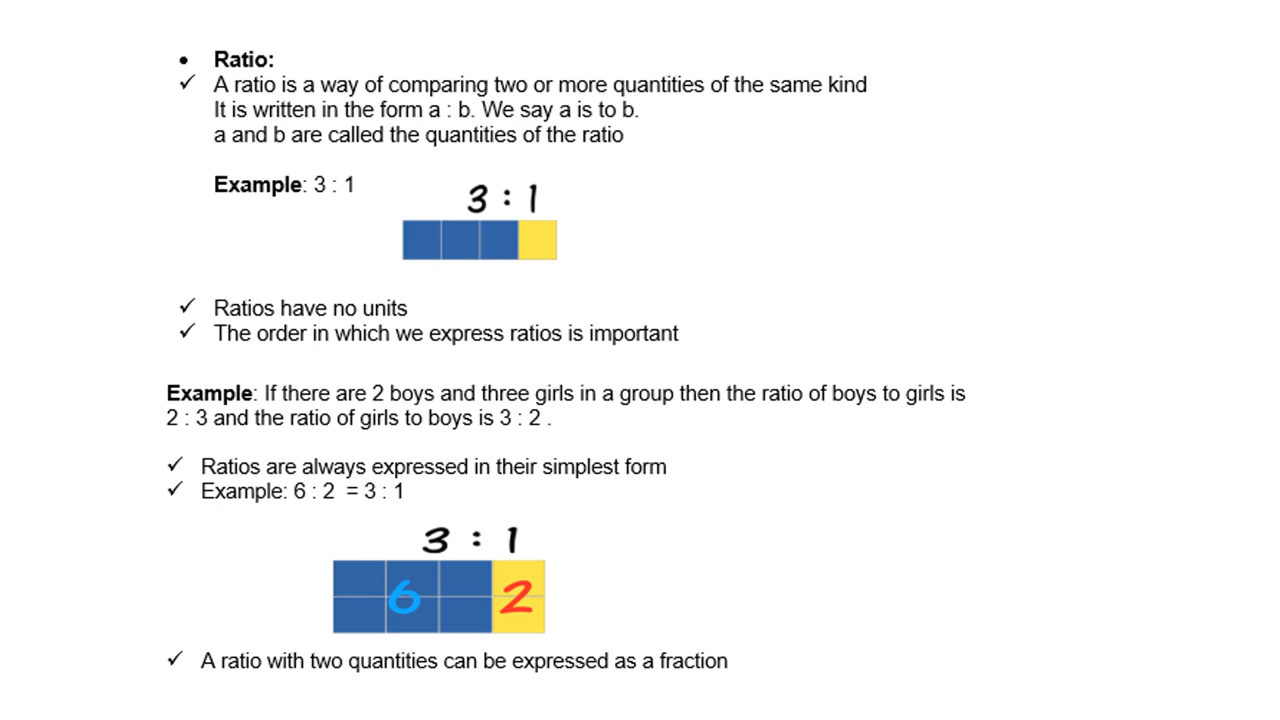 • Ratio:
✓ A ratio is a way of comparing two or more quantities of the same kind
It is written in the form a : b. We say a is to b.
a and b are called the quantities of the ratio
Example: 3 : 1
3 : 1
✓ Ratios have no units
✓ The order in which we express ratios is important
Example: If there are 2 boys and three girls in a group then the ratio of boys to girls is
2 : 3 and the ratio of girls to boys is 3 : 2 .
✓ Ratios are always expressed in their simplest form
✓ Example: 6 : 2 = 3 : 1
3 : 1
6 2
✓ A ratio with two quantities can be expressed as a fraction